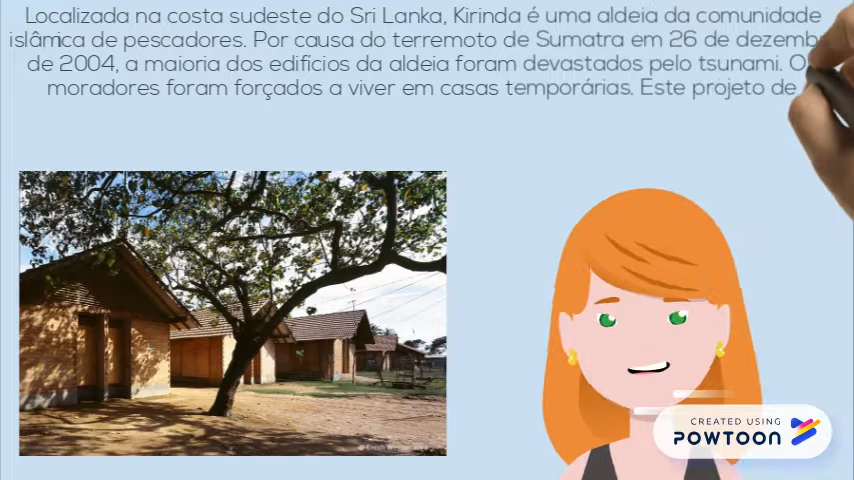 Localizada na costa sudeste do Sri Lanka, Kirinda é uma aldeia da comunidade
islâmica de pescadores. Por causa do terremoto de Sumatra em 26 de dezemb
de 2004, a maioria dos edifícios da aldeia foram devastados pelo tsunami. O
moradores foram forçados a viver em casas temporárias. Este projeto de
CREATED USING
POWTOON